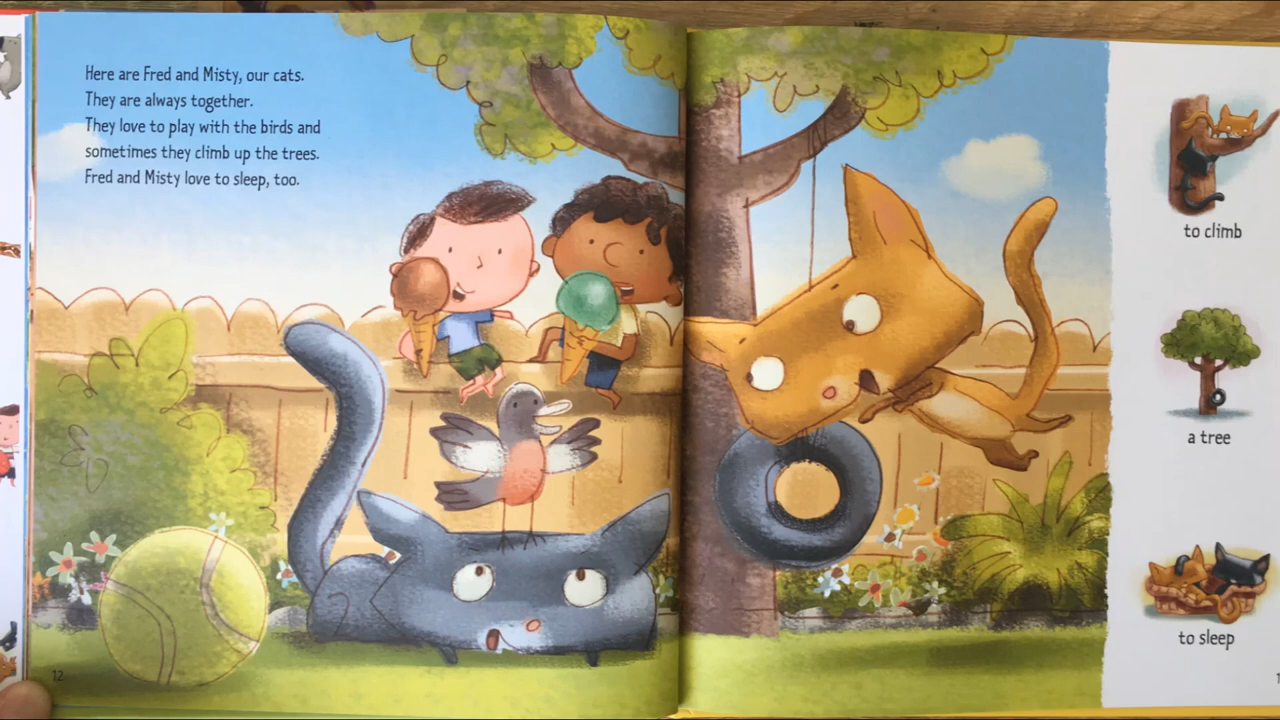 Here are Fred and Misty, our cats.
They are always together.
They love to play with the birds and
sometimes they climb up the trees.
Fred and Misty love to sleep, too.
to climb
a tree
to sleep
12